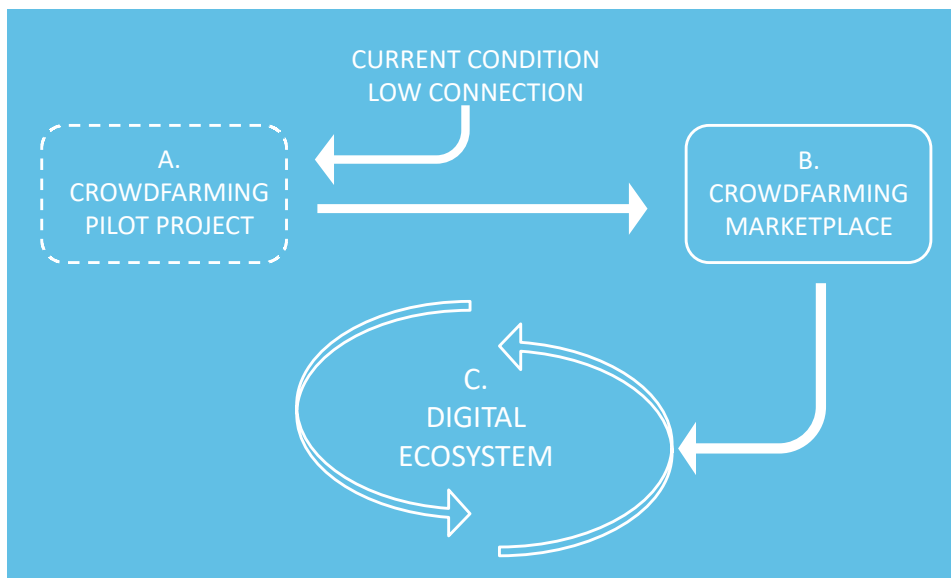 CURRENT CONDITION
LOW CONNECTION
A.
CROWDFARMING
PILOT PROJECT
B.
CROWDFARMING
MARKETPLACE
C.
DIGITAL
ECOSYSTEM